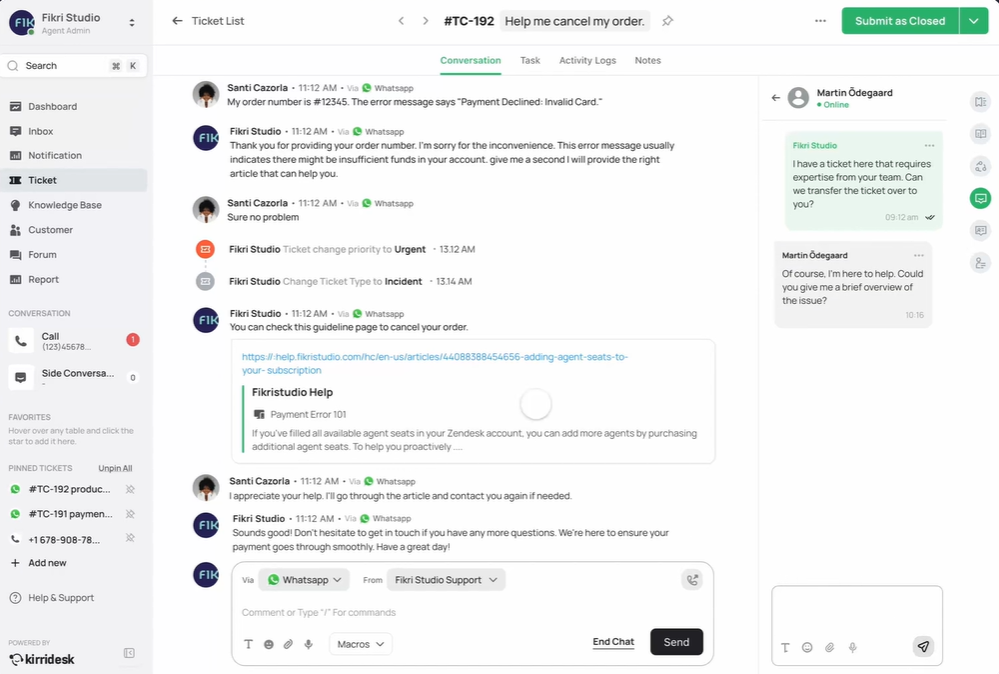 Fikri Studio
Agent Admin
Search
⌘ K
Dashboard
Inbox
Notification
Ticket
Knowledge Base
Customer
Forum
Report
CONVERSATION
Call
(123)45678...
1
Side Conversa...
-
0
FAVORITES
Hover over any table and click the
star to add it here.
PINNED TICKETS Unpin All
#TC-192 produc...
#TC-191 paymen...
+1 678-908-78...
+ Add new
Help & Support
POWERED BY
kirridesk
← Ticket List
#TC-192 Help me cancel my order.
Submit as Closed
Conversation Task Activity Logs Notes
Santi Cazorla • 11:12 AM • Via Whatsapp
My order number is #12345. The error message says "Payment Declined: Invalid Card."
FIK
Fikri Studio • 11:12 AM • Via Whatsapp
Thank you for providing your order number. I'm sorry for the inconvenience. This error message usually
indicates there might be insufficient funds in your account. give me a second I will provide the right
article that can help you.
Santi Cazorla • 11:12 AM • Via Whatsapp
Sure no problem
Fikri Studio Ticket change priority to Urgent • 13.12 AM
Fikri Studio Change Ticket Type to Incident • 13.14 AM
FIK
Fikri Studio • 11:12 AM • Via Whatsapp
You can check this guideline page to cancel your order.
https://:help.fikristudio.com/hc/en-us/articles/44088388454656-adding-agent-seats-to-
your- subscription
Fikristudio Help
Payment Error 101
If you've filled all available agent seats in your Zendesk account, you can add more agents by purchasing
additional agent seats. To help you proactively ....
Santi Cazorla • 11:12 AM • Via Whatsapp
I appreciate your help. I'll go through the article and contact you again if needed.
FIK
Fikri Studio • 11:12 AM • Via Whatsapp
Sounds good! Don't hesitate to get in touch if you have any more questions. We're here to ensure your
payment goes through smoothly. Have a great day!
FIK
Via Whatsapp From Fikri Studio Support
Comment or Type "/" For commands
Macros
End Chat
Send
Martin Õdegaard
Online
Fikri Studio
I have a ticket here that requires
expertise from your team. Can
we transfer the ticket over to
you?
09:12 am
Martin Õdegaard
Of course, I'm here to help. Could
you give me a brief overview of
the issue?
10:16